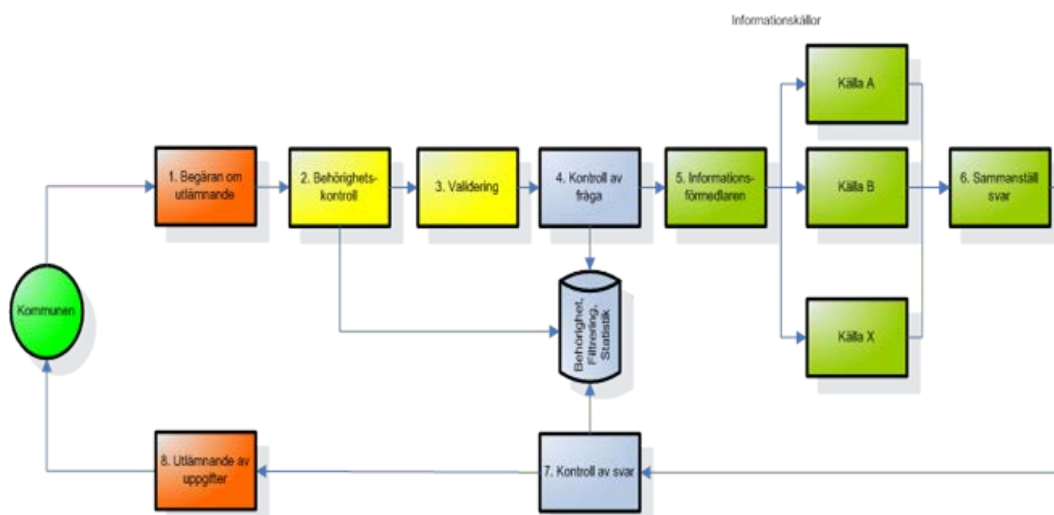 Informationskällor
Källa A
1. Begäran om
utlämnande
2. Behörighets-
kontroll
3. Validering
4. Kontroll av
fråga
5. Informations-
förmedlaren
Källa B
6. Sammanställ
svar
Kommunen
Behörighet,
Filtrering,
Statistik
Källa X
8. Utlämnande av
uppgifter
7. Kontroll av svar